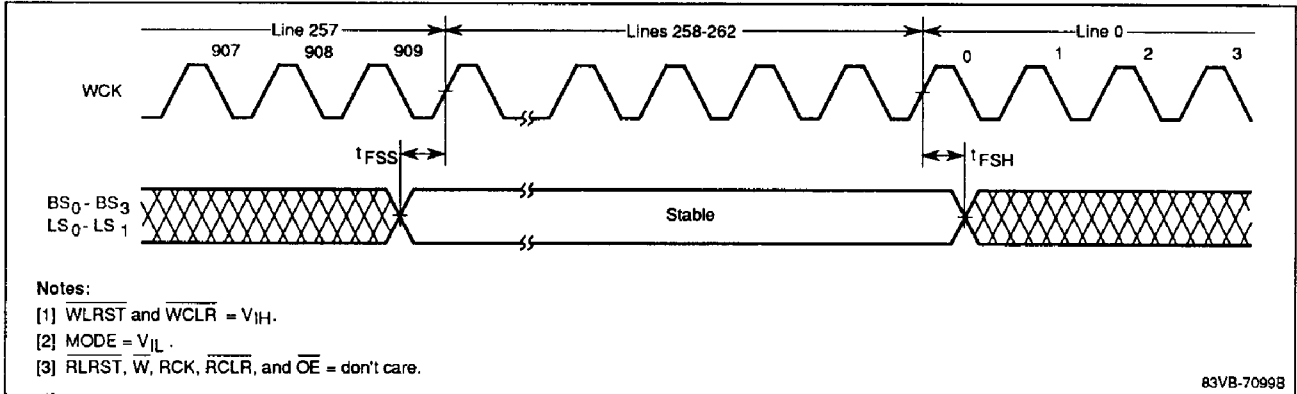 Line 257
Lines 258-262
Line 0
907 908 909
0 1 2 3
WCK
tFSS
tFSH
BS0 - BS3
LS0 - LS1
Stable
Notes:
[1] WLRST and WCLR = VIH.
[2] MODE = VIL .
[3] RLRST, W, RCK, RCLR, and OE = don't care.
83VB-7099B